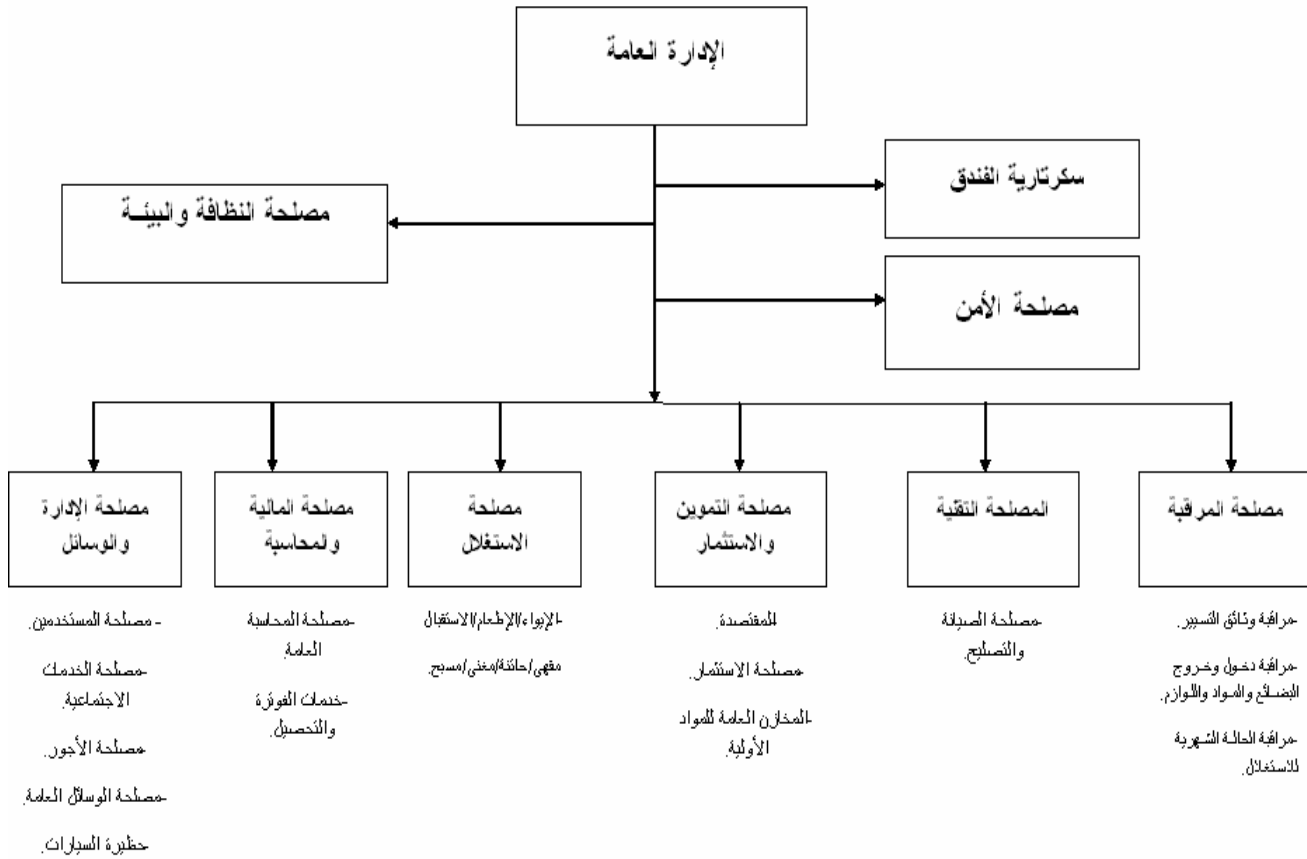 الإدارة العامة
سكرتارية الفندق
مصلحة النظافة والبيئة
مصلحة الأمن
مصلحة المراقبة
-مراقبة وثائق التسيير.
-مراقبة دخول وخروج
البضائع والمواد واللوازم.
-مراقبة الحالة الشهرية
للاستغلال.
المصلحة التقنية
-مصلحة الصيانة
والتصليح.
مصلحة التموين
والاستثمار
-المقتصدة.
-مصلحة الاستثمار.
-المخازن العامة للمواد
الأولية.
مصلحة
الاستغلال
-الإيواء/الإطعام/الاستقبال
مقهى/حانة/مغنى/مسبح.
مصلحة المالية
والمحاسبة
-مصلحة المحاسبة
العامة.
-خدمات الفوترة
والتحصيل.
مصلحة الإدارة
والوسائل
- مصلحة المستخدمين.
-مصلحة الخدمات
الاجتماعية.
-مصلحة الأجور.
-مصلحة الوسائل العامة.
-حظيرة السيارات.